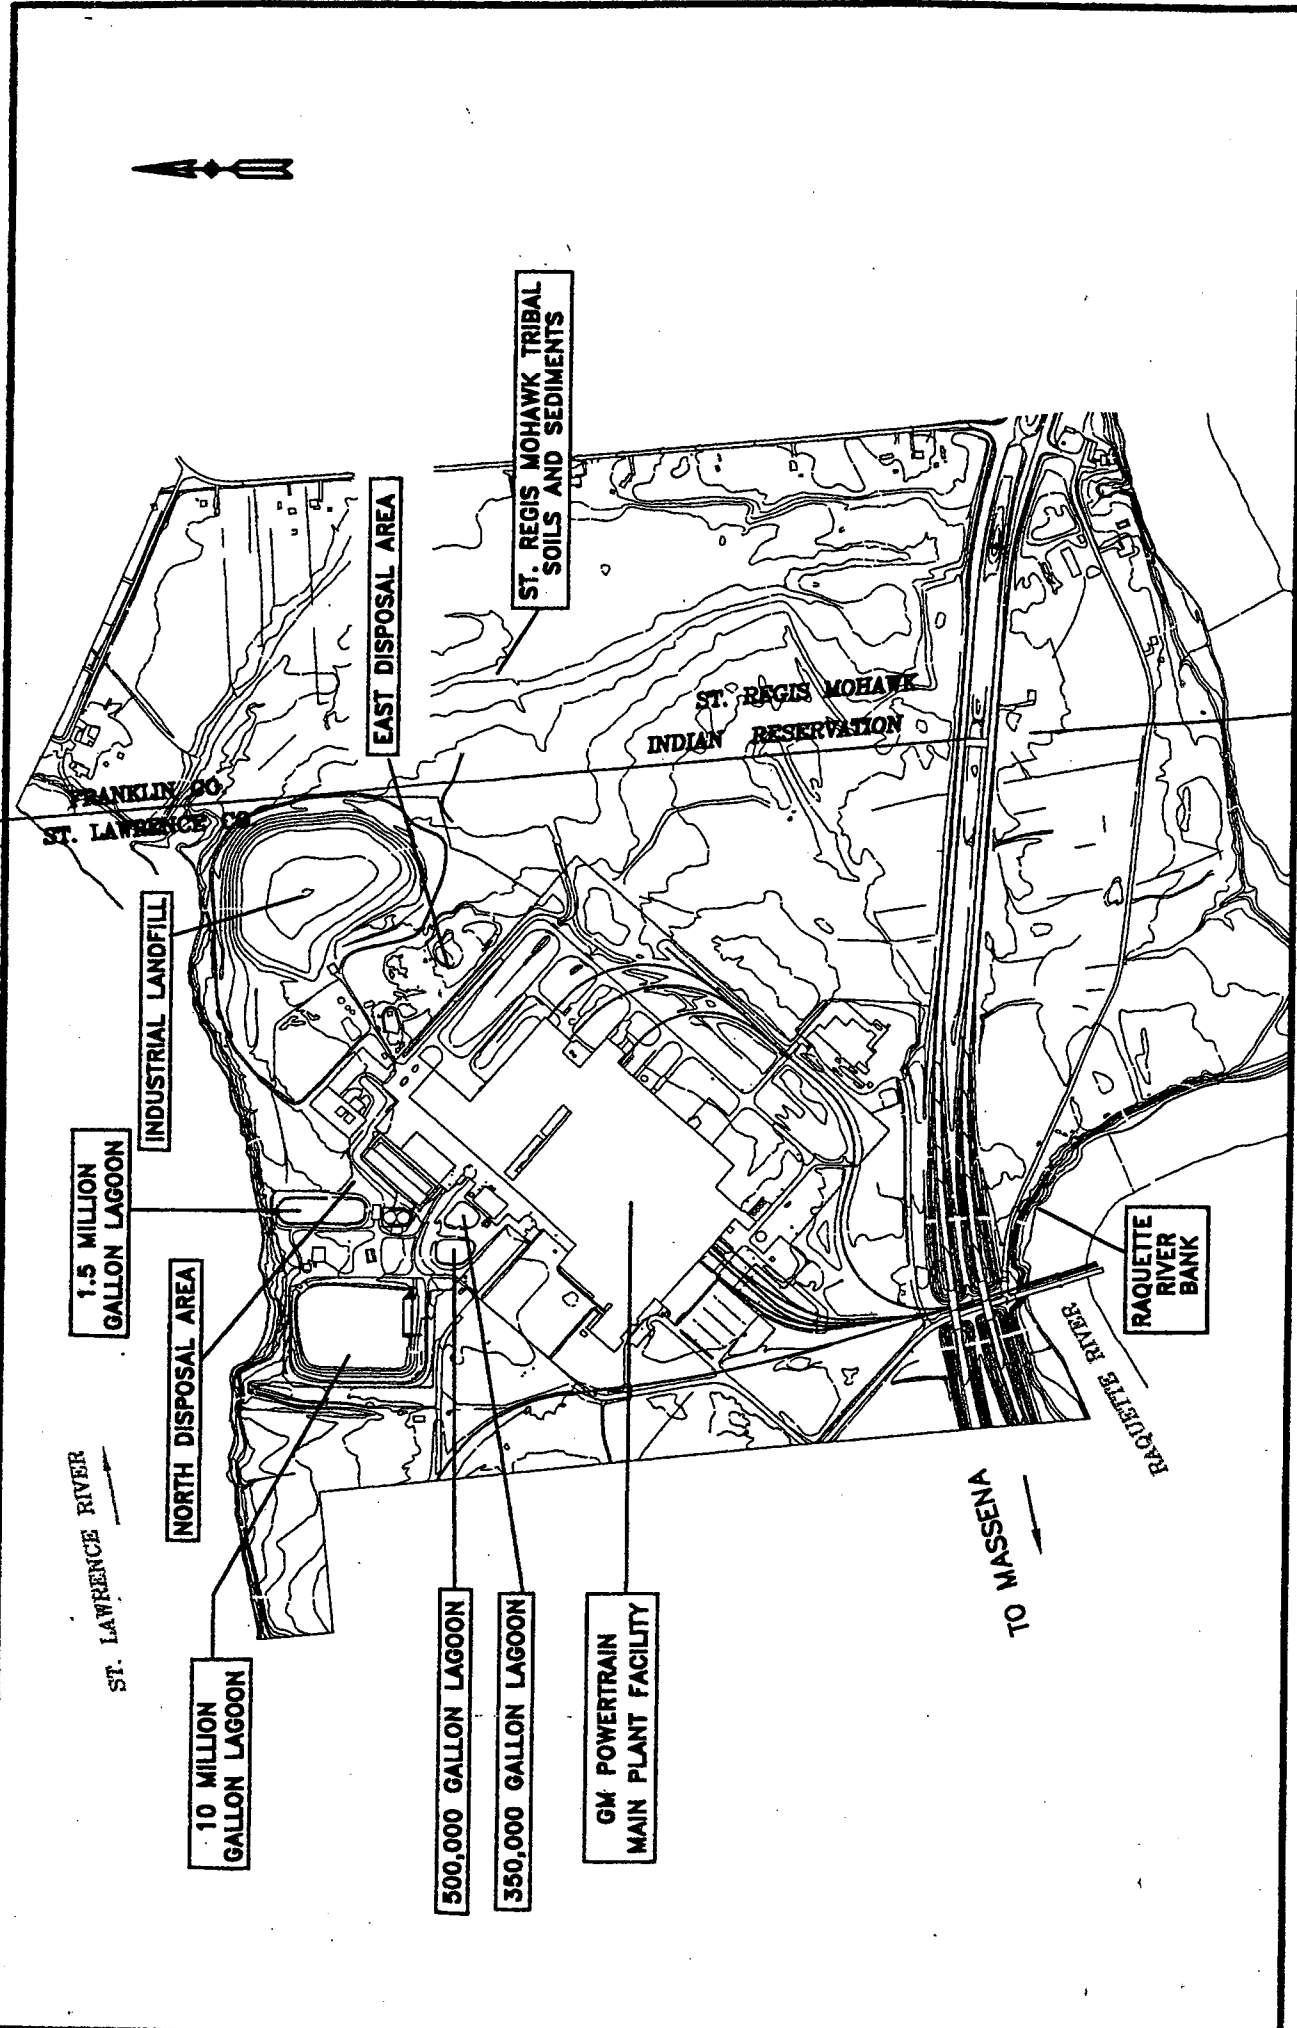 ST. LAWRENCE RIVER
1.5 MILLION
GALLON LAGOON
INDUSTRIAL LANDFILL
FRANKLIN CO.
ST. LAWRENCE CO.
NORTH DISPOSAL AREA
10 MILLION
GALLON LAGOON
EAST DISPOSAL AREA
500,000 GALLON LAGOON
350,000 GALLON LAGOON
ST. REGIS MOHAWK TRIBAL
SOILS AND SEDIMENTS
GM POWERTRAIN
MAIN PLANT FACILITY
ST. REGIS MOHAWK
INDIAN RESERVATION
TO MASSENA
RAQUETTE RIVER
RAQUETTE
RIVER
BANK